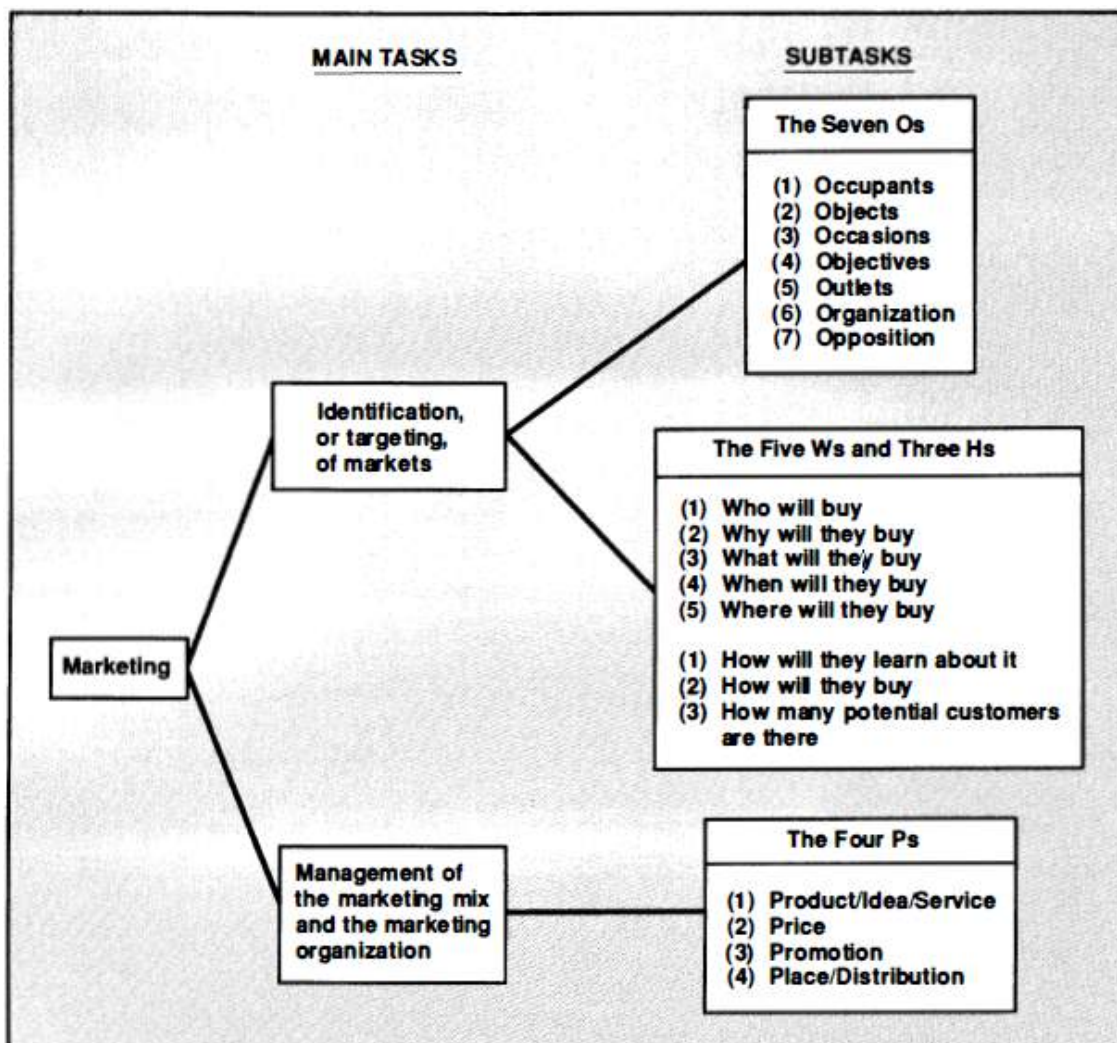 MAIN TASKS
SUBTASKS
The Seven Os
(1) Occupants
(2) Objects
(3) Occasions
(4) Objectives
(5) Outlets
(6) Organization
(7) Opposition
Identification,
or targeting,
of markets
The Five Ws and Three Hs
(1) Who will buy
(2) Why will they buy
(3) What will they buy
(4) When will they buy
(5) Where will they buy
(1) How will they learn about it
(2) How will they buy
(3) How many potential customers
are there
Marketing
Management of
the marketing mix
and the marketing
organization
The Four Ps
(1) Product/Idea/Service
(2) Price
(3) Promotion
(4) Place/Distribution